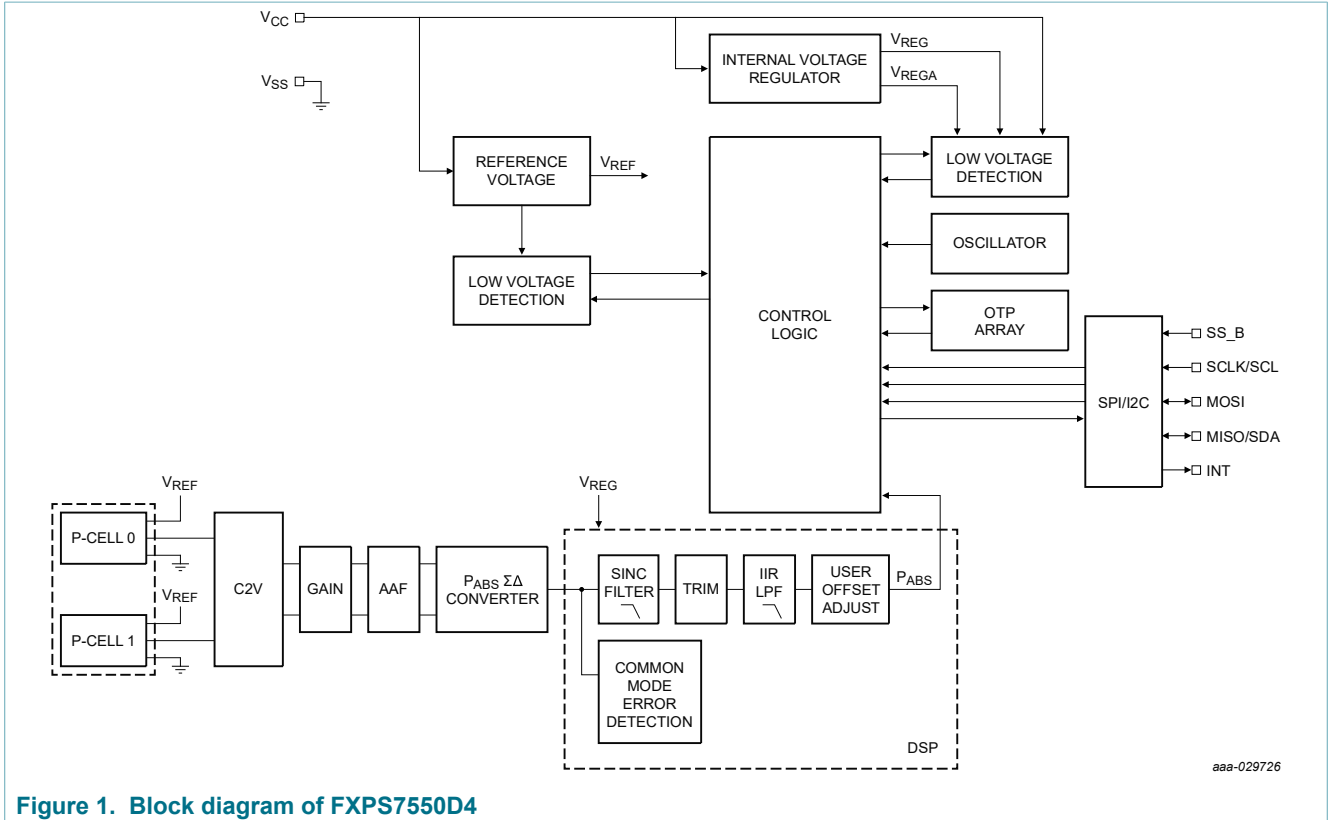 VCC
VSS
INTERNAL VOLTAGE
REGULATOR
VREG
VREGA
REFERENCE
VOLTAGE
VREF
LOW VOLTAGE
DETECTION
LOW VOLTAGE
DETECTION
CONTROL
LOGIC
OSCILLATOR
OTP
ARRAY
SPI/I2C
SS_B
SCLK/SCL
MOSI
MISO/SDA
INT
VREF
P-CELL 0
VREF
P-CELL 1
C2V
GAIN
AAF
PABS ΣΔ
CONVERTER
VREG
SINC
FILTER
TRIM
IIR
LPF
USER
OFFSET
ADJUST
PABS
COMMON
MODE
ERROR
DETECTION
DSP
aaa-029726
Figure 1. Block diagram of FXPS7550D4